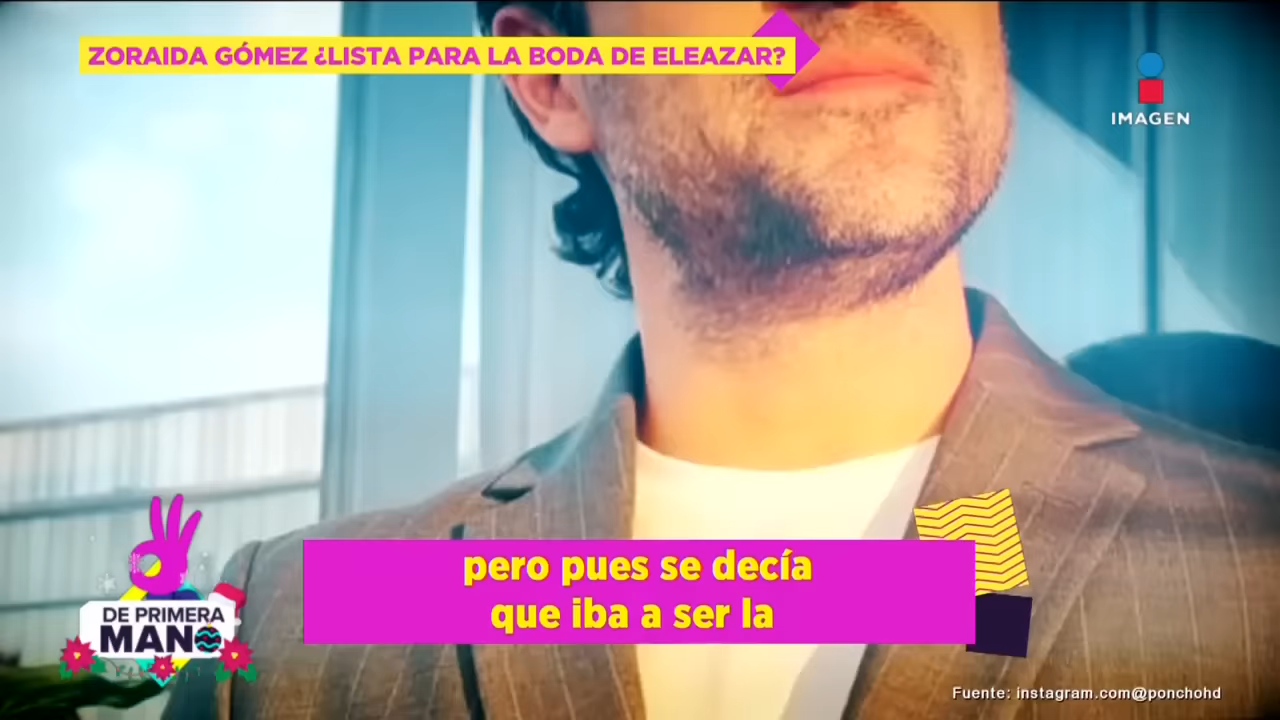 ZORAIDA GÓMEZ ¿LISTA PARA LA BODA DE ELEAZAR?
IMAGEN
pero pues se decía
que iba a ser la
DE PRIMERA
MANO
Fuente: instagram.com@ponchohd